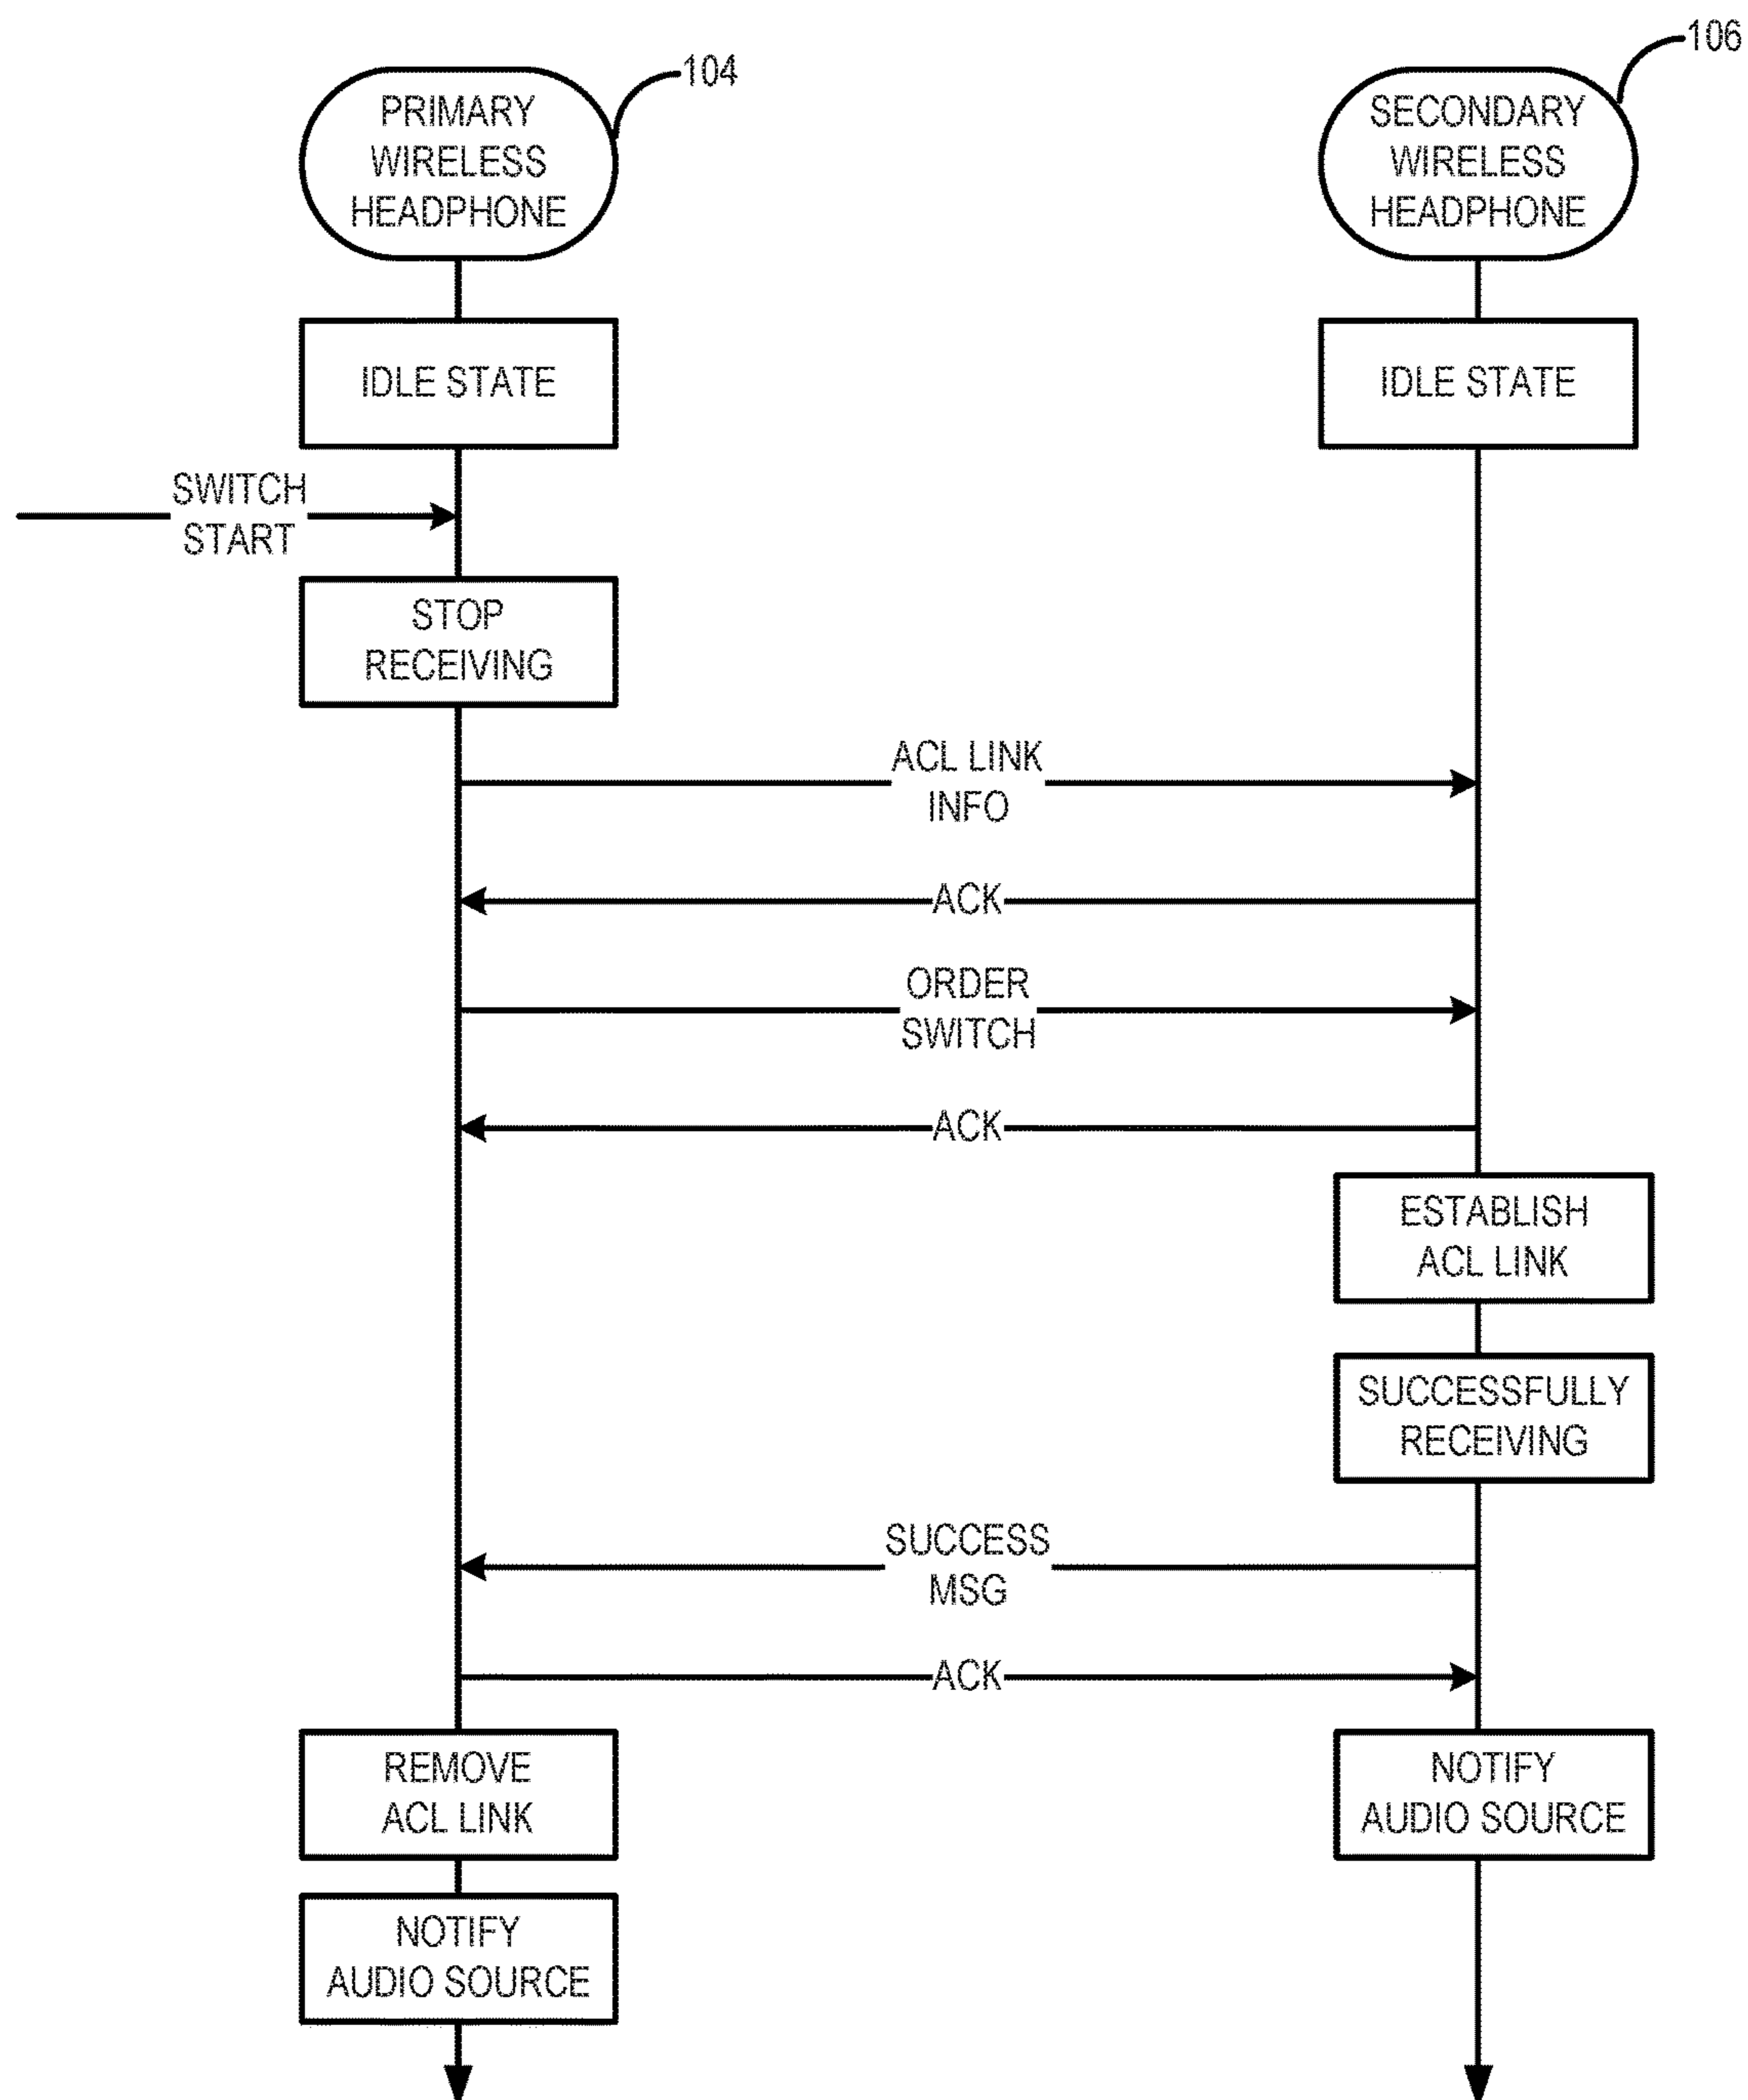 104
106
PRIMARY
WIRELESS
HEADPHONE
SECONDARY
WIRELESS
HEADPHONE
IDLE STATE
IDLE STATE
SWITCH
START
STOP
RECEIVING
ACL LINK
INFO
ACK
ORDER
SWITCH
ACK
ESTABLISH
ACL LINK
SUCCESSFULLY
RECEIVING
SUCCESS
MSG
ACK
REMOVE
ACL LINK
NOTIFY
AUDIO SOURCE
NOTIFY
AUDIO SOURCE